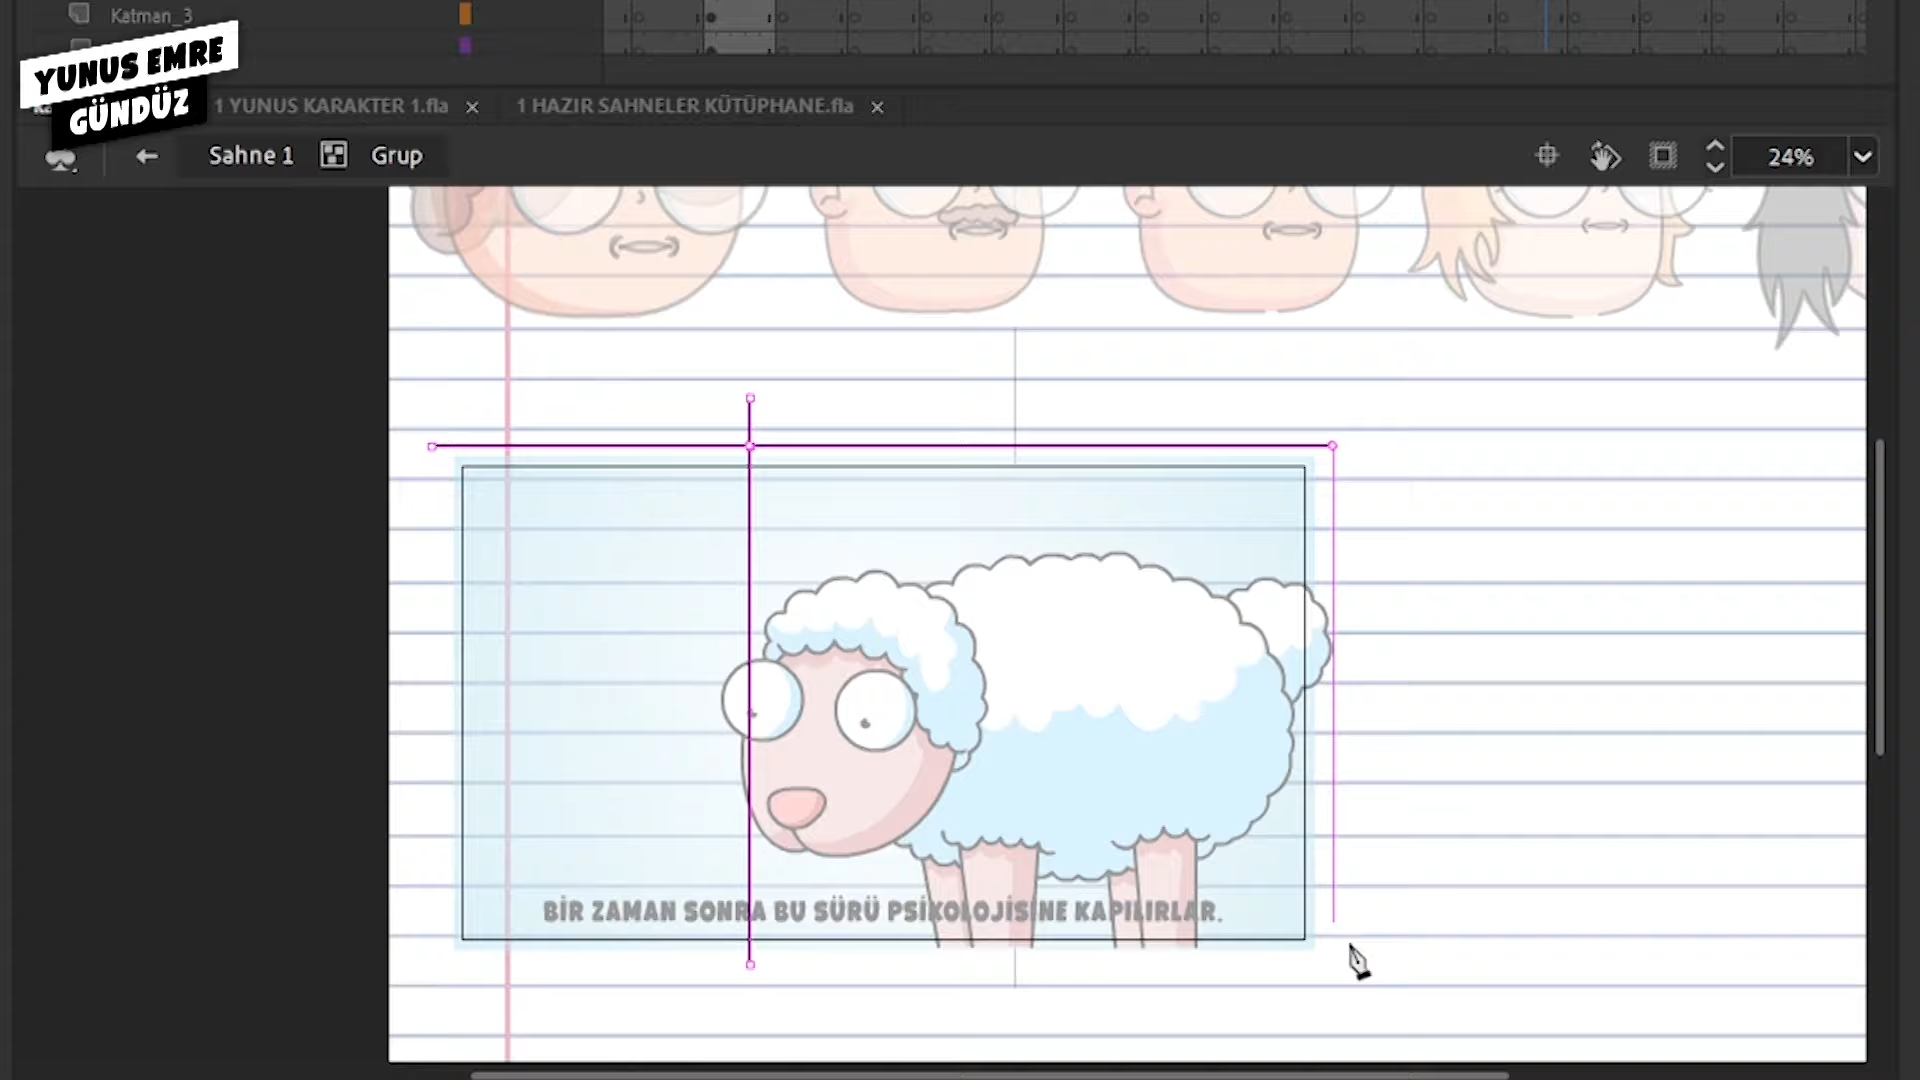 Katman_3
YUNUS EMRE
GÜNDÜZ
1 YUNUS KARAKTER 1.fla
1 HAZIR SAHNELER KÜTÜPHANE.fla
Sahne 1
Grup
24%
BİR ZAMAN SONRA BU SÜRÜ PSİKOLOJİSİNE KAPILIRLAR.